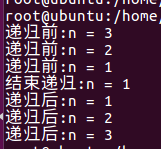 root@ubuntu:/home/
root@ubuntu:/home/
递归前:n = 3
递归前:n = 2
递归前:n = 1
结束递归:n = 1
递归后:n = 1
递归后:n = 2
递归后:n = 3